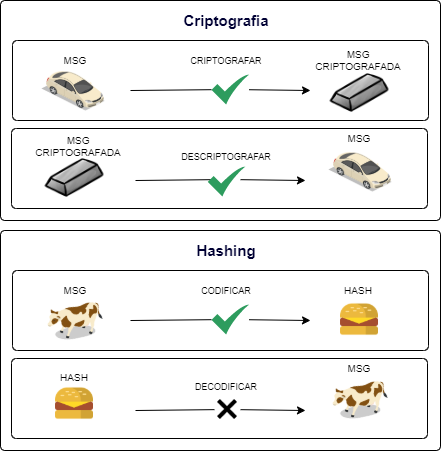 Criptografia
MSG
CRIPTOGRAFAR
MSG
CRIPTOGRAFADA
MSG
CRIPTOGRAFADA
DESCRIPTOGRAFAR
MSG
Hashing
MSG
CODIFICAR
HASH
HASH
DECODIFICAR
MSG